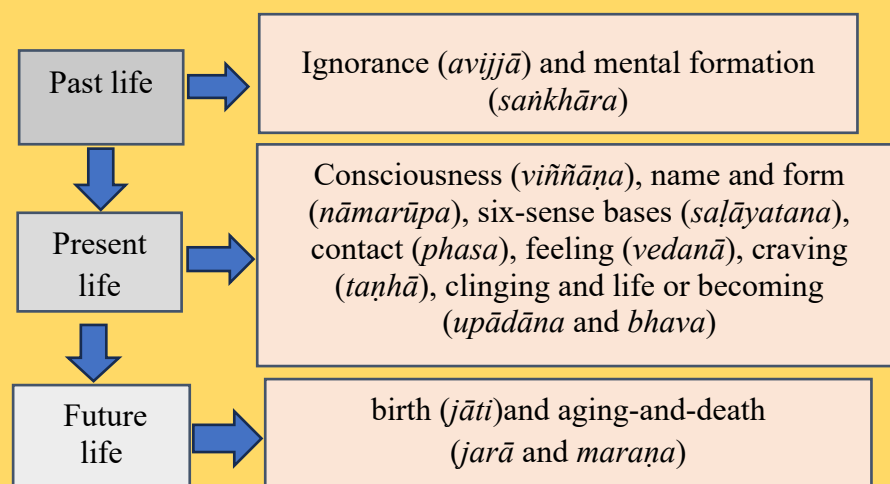 Past life
Ignorance (avijjā) and mental formation
(saṅkhāra)
Present
life
Consciousness (viññāṇa), name and form
(nāmarūpa), six-sense bases (saḷāyatana),
contact (phasa), feeling (vedanā), craving
(taṇhā), clinging and life or becoming
(upādāna and bhava)
Future
life
birth (jāti)and aging-and-death
(jarā and maraṇa)